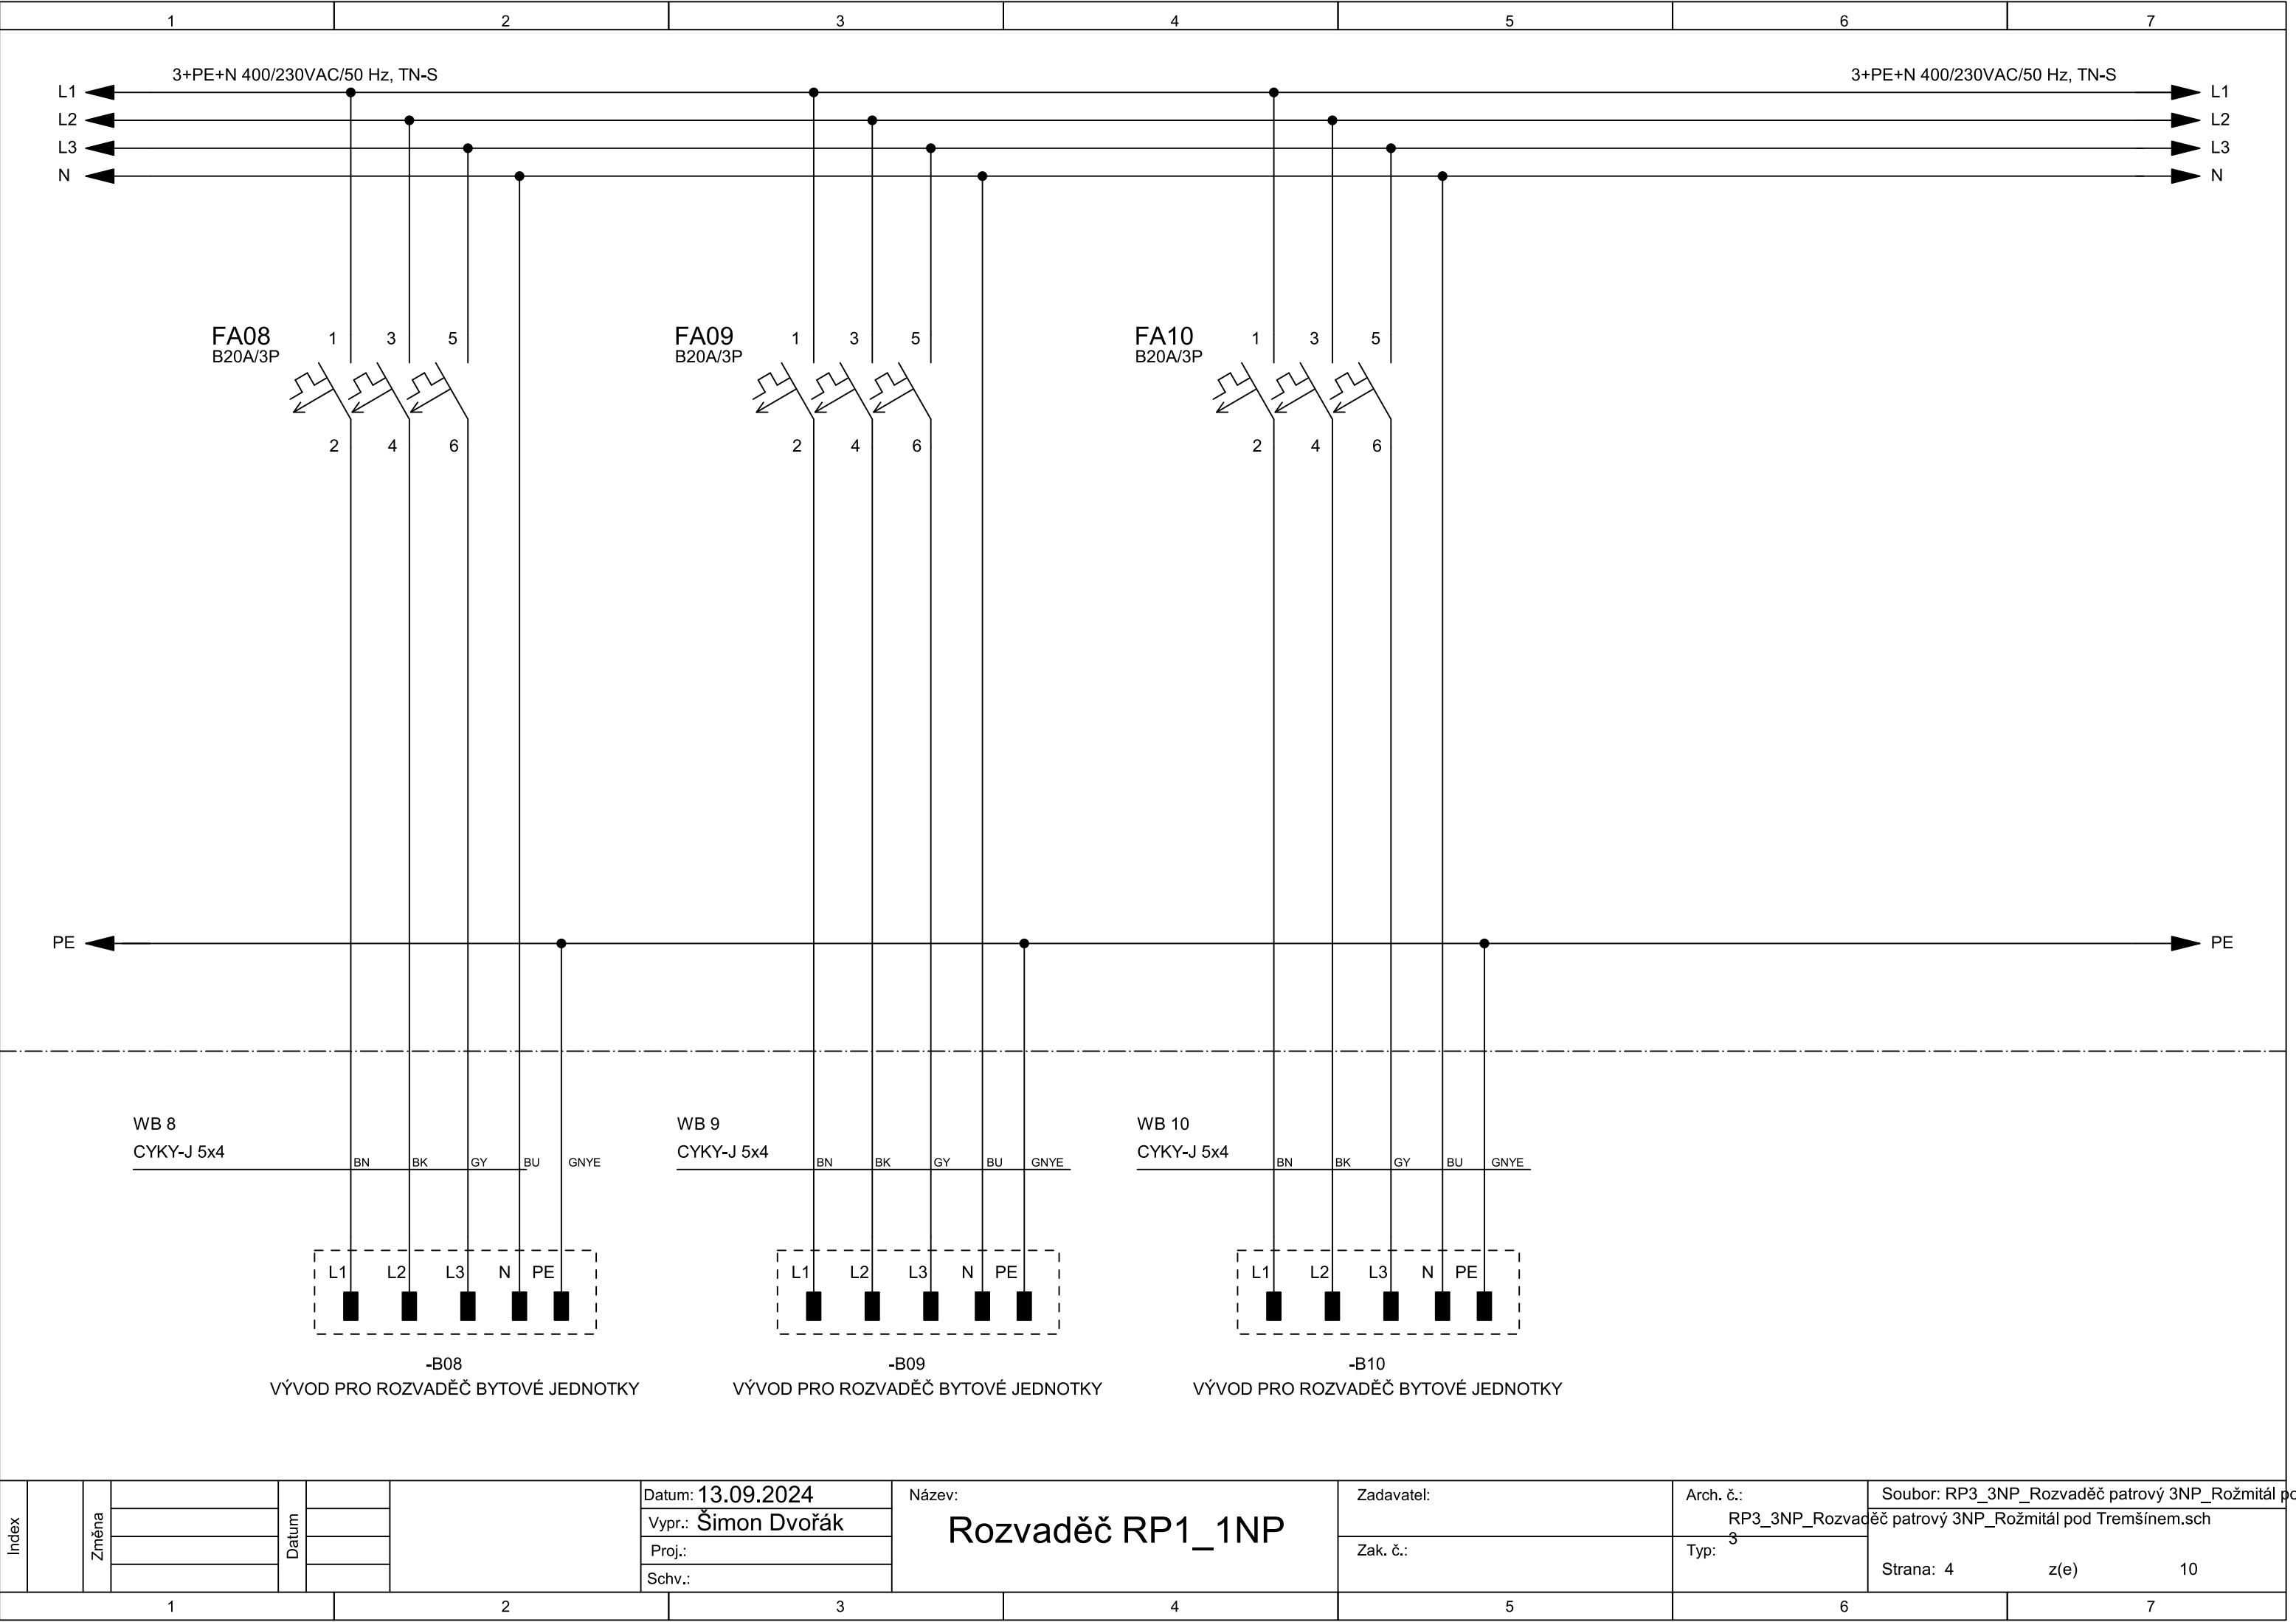 1 2 3 4 5 6 7
3+PE+N 400/230VAC/50 Hz, TN-S 3+PE+N 400/230VAC/50 Hz, TN-S
L1 L1
L2 L2
L3 L3
N N
FA08 1 3 5 FA09 1 3 5 FA10 1 3 5
B20A/3P B20A/3P B20A/3P
2 4 6 2 4 6 2 4 6
PE PE
WB 8 WB 9 WB 10
CYKY-J 5x4 CYKY-J 5x4 CYKY-J 5x4
BN BK GY BU GNYE BN BK GY BU GNYE BN BK GY BU GNYE
L1 L2 L3 N PE L1 L2 L3 N PE L1 L2 L3 N PE
-B08 -B09 -B10
VÝVOD PRO ROZVADĚČ BYTOVÉ JEDNOTKY VÝVOD PRO ROZVADĚČ BYTOVÉ JEDNOTKY VÝVOD PRO ROZVADĚČ BYTOVÉ JEDNOTKY
Index
Změna
Datum
Datum: 13.09.2024
Vypr.: Šimon Dvořák
Proj.:
Schv.:
Název:
Rozvaděč RP1_1NP
Zadavatel:
Zak. č.:
Arch. č.:
RP3_3NP_Rozvaděč patrový 3NP_Rožmitál pod Tremšínem.sch
3
Typ:
Soubor: RP3_3NP_Rozvaděč patrový 3NP_Rožmitál
Strana: 4 z(e) 10
1 2 3 4 5 6 7